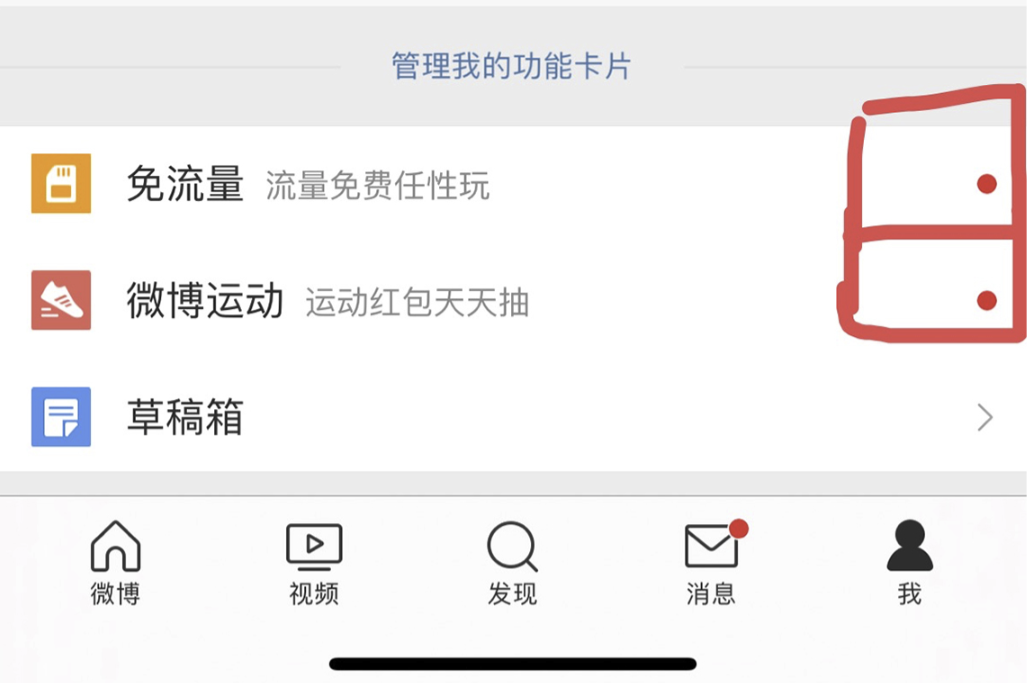 管理我的功能卡片
免流量 流量免费任性玩
微博运动 运动红包天天抽
草稿箱
微博 视频 发现 消息 我